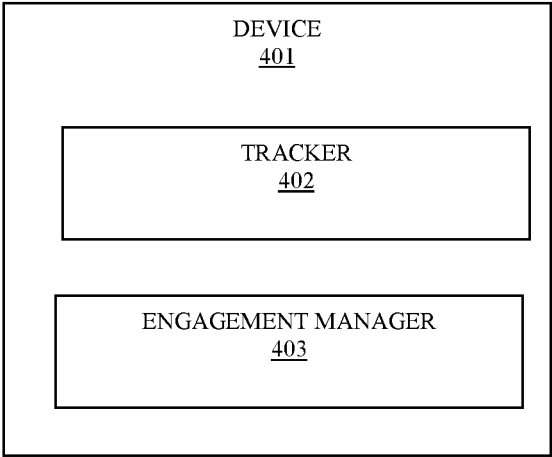 DEVICE
401
TRACKER
402
ENGAGEMENT MANAGER
403